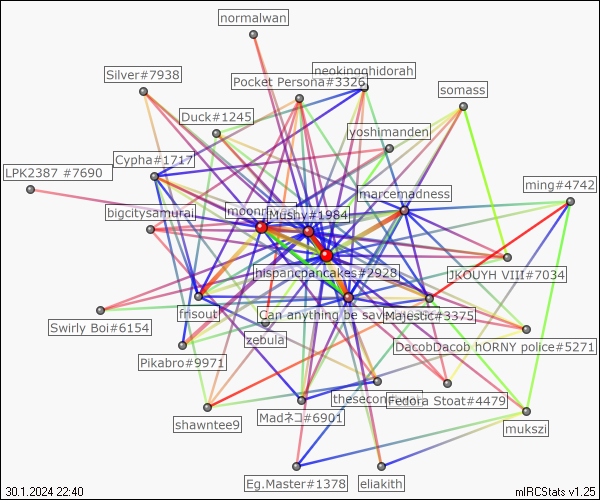 normalwan
neokingghidorah
Silver#7938
Pocket Persona#3326
somass
Duck#1245
yoshimanden
Cypha#1717
LPK2387 #7690
ming#4742
marcemadness
bigcitysamurai
Mushy#1984
hispancpancakes#2928
JKOUYH VIII#7034
frisout
Can anything be
Majestic#3375
Swirly Boi#6154
zebula
DacobDacob hORNY police#5271
Pikabro#9971
Fedora Stoat#4479
shawntee9
Madネコ#6901
mukszi
Eg.Master#1378
eliakith
30.1.2024 22:40
mIRCStats v1.25